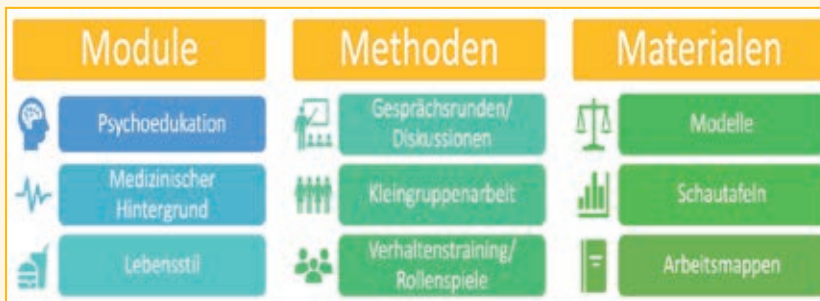 Module
Psychoedukation
Medizinischer
Hintergrund
Lebensstil
Methoden
Gesprächsrunden/
Diskussionen
Kleingruppenarbeit
Verhaltenstraining/
Rollenspiele
Materialen
Modelle
Schautafeln
Arbeitsmappen